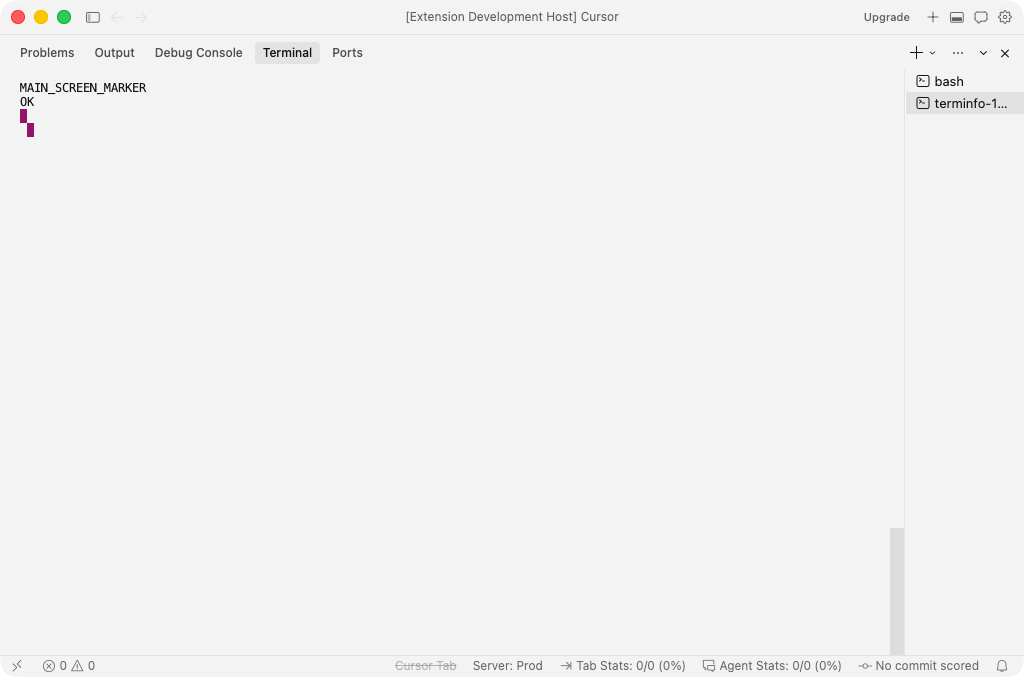 [Extension Development Host] Cursor
Upgrade
Problems Output Debug Console Terminal Ports
MAIN_SCREEN_MARKER
OK
bash
terminfo-1...
0 0 Cursor Tab Server: Prod Tab Stats: 0/0 (0%) Agent Stats: 0/0 (0%) No commit scored